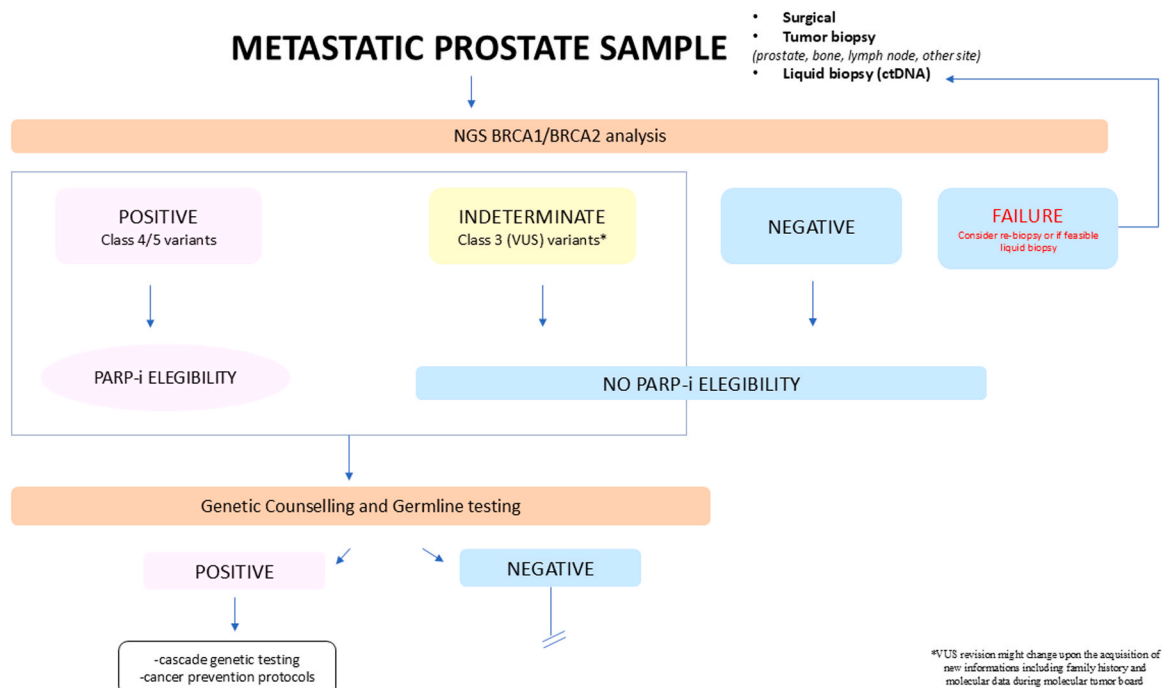 METASTATIC PROSTATE SAMPLE
• Surgical
• Tumor biopsy
(prostate, bone, lymph node, other site)
• Liquid biopsy (ctDNA)
NGS BRCA1/BRCA2 analysis
POSITIVE
Class 4/5 variants
INDETERMINATE
Class 3 (VUS) variants*
NEGATIVE
FAILURE
Consider re-biopsy or if feasible
liquid biopsy
PARP-i ELEGIBILITY
NO PARP-i ELEGIBILITY
Genetic Counselling and Germline testing
POSITIVE
NEGATIVE
-cascade genetic testing
-cancer prevention protocols
*VUS revision might change upon the acquisition of
new informations including family history and
molecular data during molecular tumor board